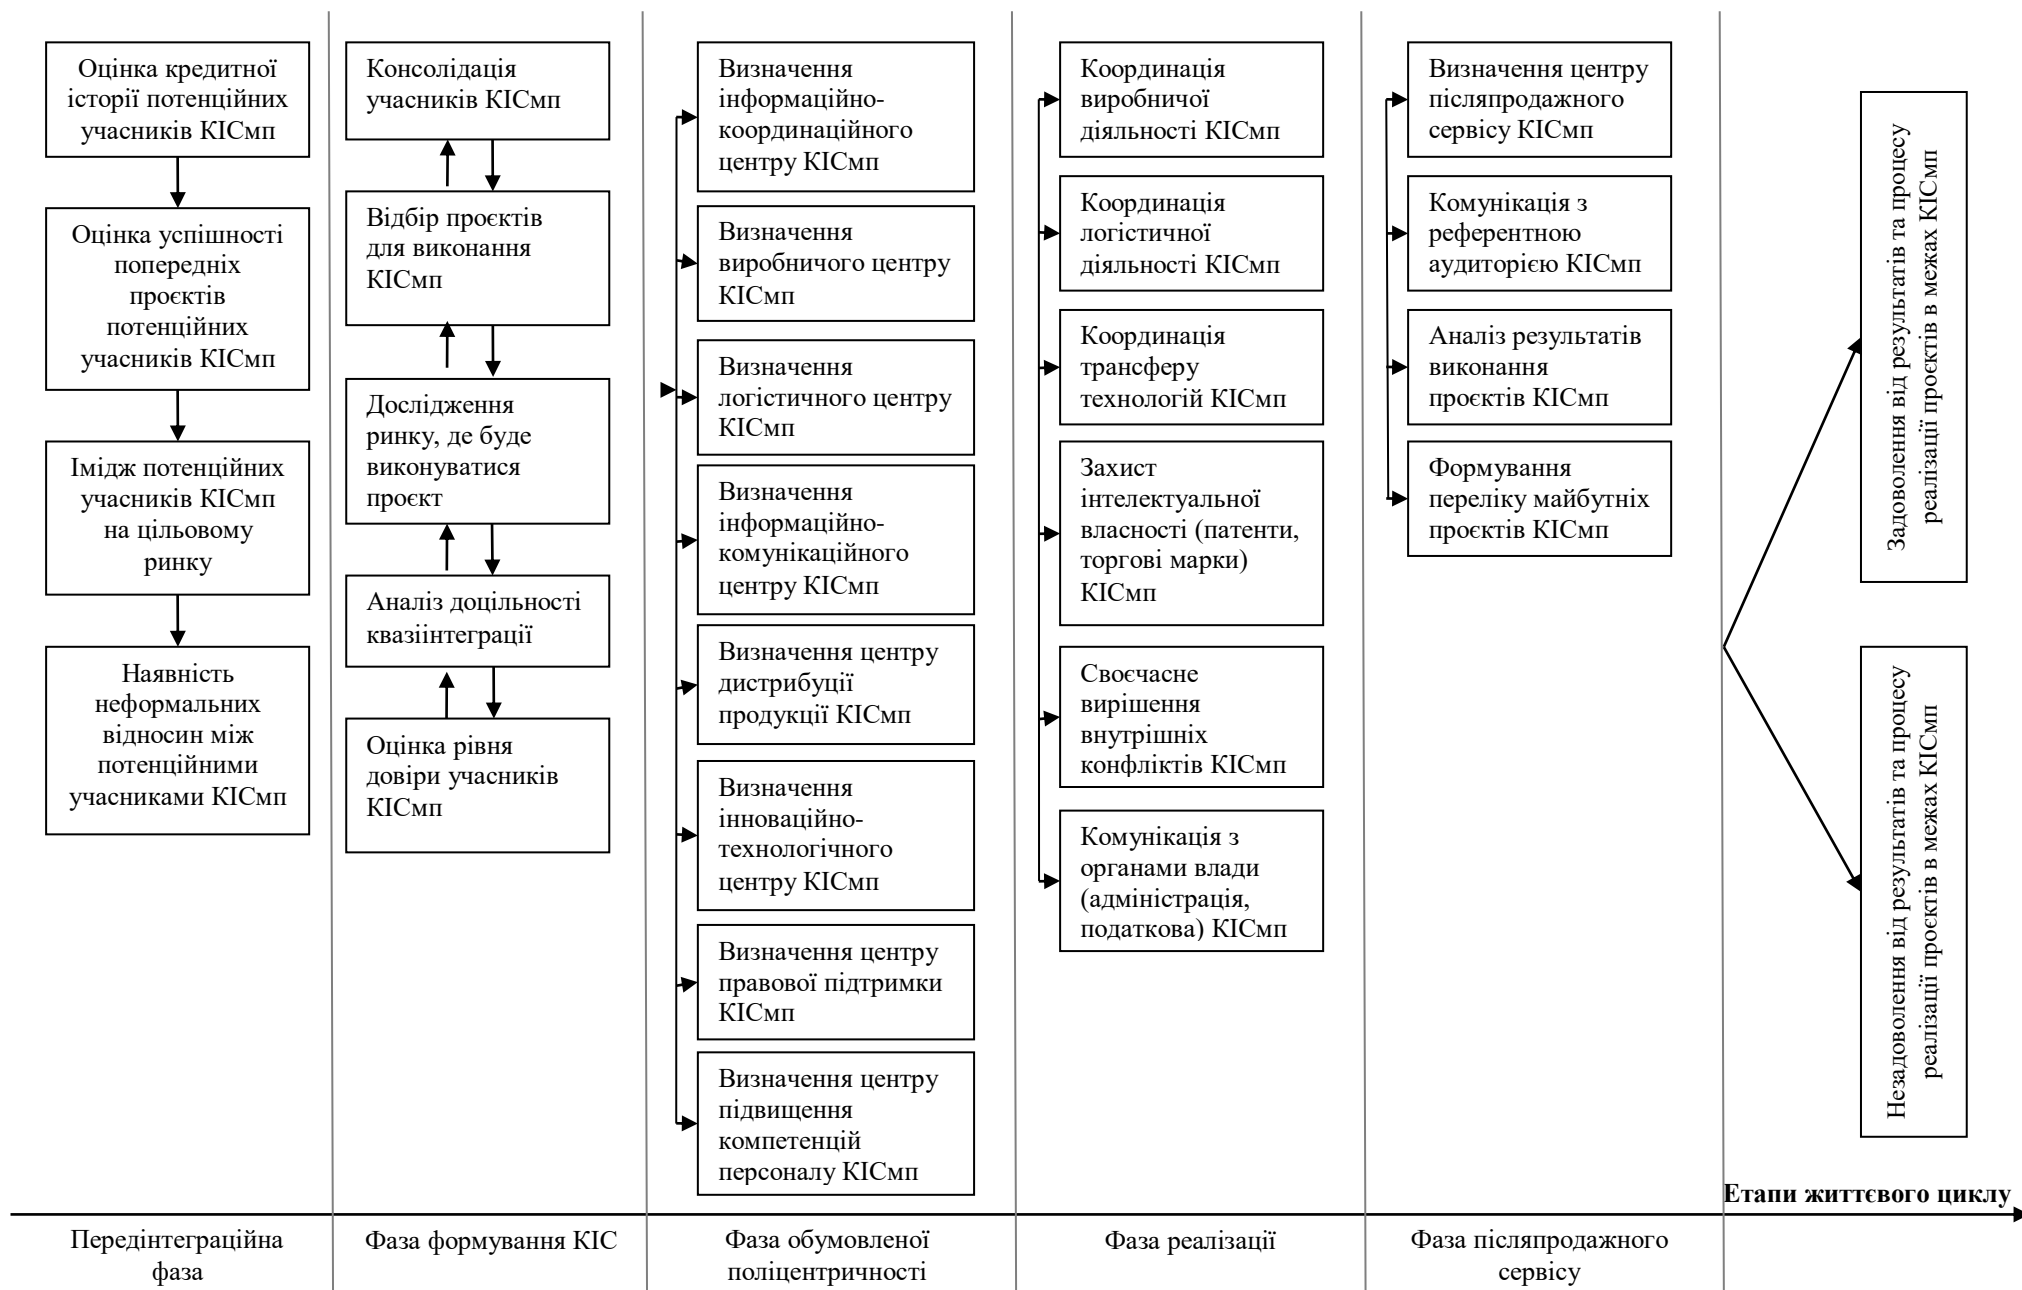 Оцінка кредитної
історії потенційних
учасників КІСмп
Оцінка успішності
попередніх
проєктів
потенційних
учасників КІСмп
Імідж потенційних
учасників КІСмп
на цільовому
ринку
Наявність
неформальних
відносин між
потенційними
учасниками КІСмп
Консолідація
учасників КІСмп
Відбір проєктів
для виконання
КІСмп
Дослідження
ринку, де буде
виконуватися
проєкт
Аналіз доцільності
квазіінтеграції
Оцінка рівня
довіри учасників
КІСмп
Визначення
інформаційно-
координаційного
центру КІСмп
Визначення
виробничого центру
КІСмп
Визначення
логістичного центру
КІСмп
Визначення
інформаційно-
комунікаційного
центру КІСмп
Визначення центру
дистрибуції
продукції КІСмп
Визначення
інноваційно-
технологічного
центру КІСмп
Визначення центру
правової підтримки
КІСмп
Визначення центру
підвищення
компетенцій
персоналу КІСмп
Координація
виробничої
діяльності КІСмп
Координація
логістичної
діяльності КІСмп
Координація
трансферу
технологій КІСмп
Захист
інтелектуальної
власності (патенти,
торгові марки)
КІСмп
Своєчасне
вирішення
внутрішніх
конфліктів КІСмп
Комунікація з
органами влади
(адміністрація,
податкова) КІСмп
Визначення центру
післяпродажного
сервісу КІСмп
Комунікація з
референтною
аудиторією КІСмп
Аналіз результатів
виконання
проєктів КІСмп
Формування
переліку майбутніх
проєктів КІСмп
Задоволення від результатів та процесу
реалізації проєктів в межах КІСмп
Незадоволення від результатів та процесу
реалізації проєктів в межах КІСмп
Етапи життєвого циклу
Передінтеграційна
фаза
Фаза формування КІС
Фаза обумовленої
поліцентричності
Фаза реалізації
Фаза післяпродажного
сервісу